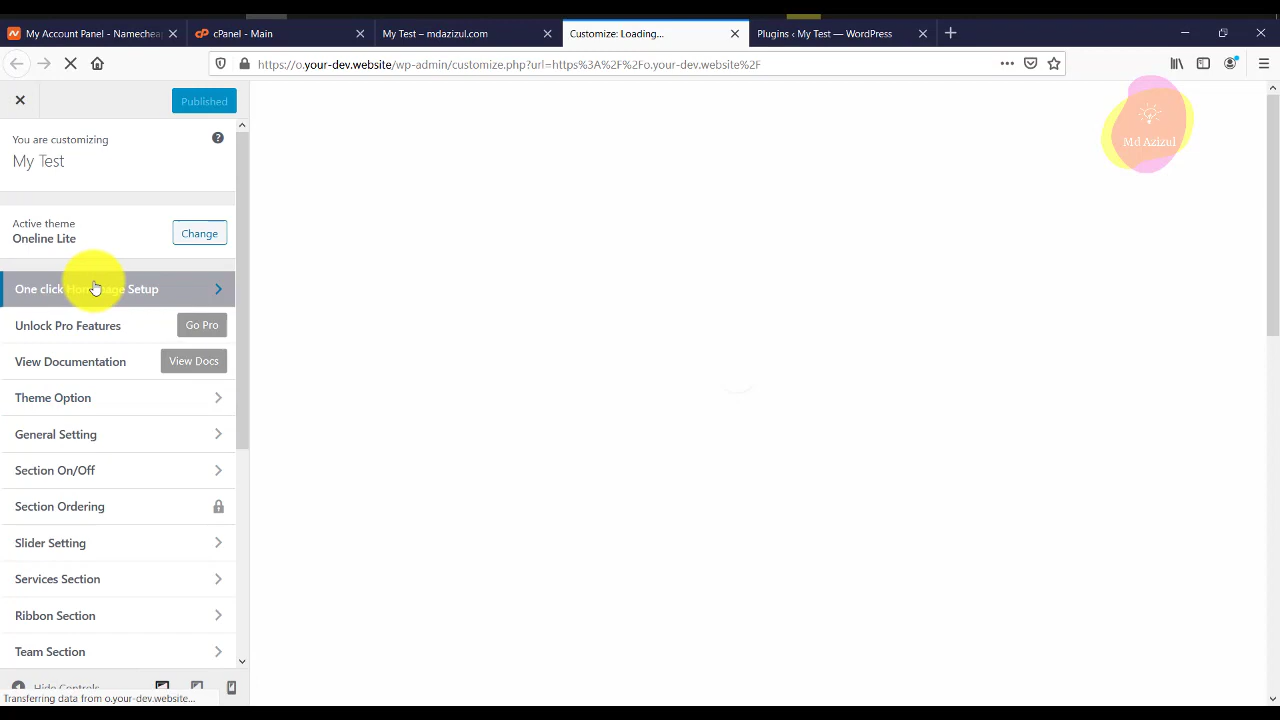 My Account Panel - Namecheap
cPanel - Main
My Test – mdazizul.com
Customize: Loading...
Plugins ‹ My Test — WordPress
https://o.your-dev.website/wp-admin/customize.php?url=https%3A%2F%2Fo.your-dev.website%2F
Published
You are customizing
My Test
Active theme
Oneline Lite
Change
One click Homepage Setup
Unlock Pro Features
Go Pro
View Documentation
View Docs
Theme Option
General Setting
Section On/Off
Section Ordering
Slider Setting
Services Section
Ribbon Section
Team Section
Hide Controls
Transferring data from o.your-dev.website...
Md Azizul